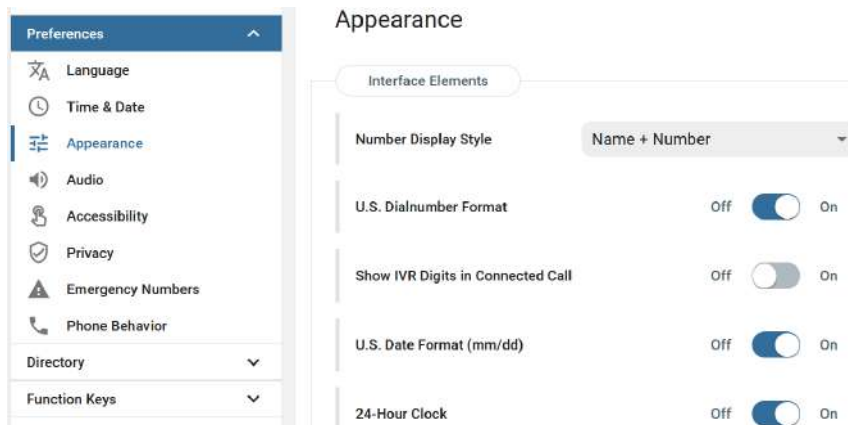 Preferences
Language
Time & Date
Appearance
Audio
Accessibility
Privacy
Emergency Numbers
Phone Behavior
Directory
Function Keys
Appearance
Interface Elements
Number Display Style Name + Number
U.S. Dialnumber Format Off On
Show IVR Digits in Connected Call Off On
U.S. Date Format (mm/dd) Off On
24-Hour Clock Off On